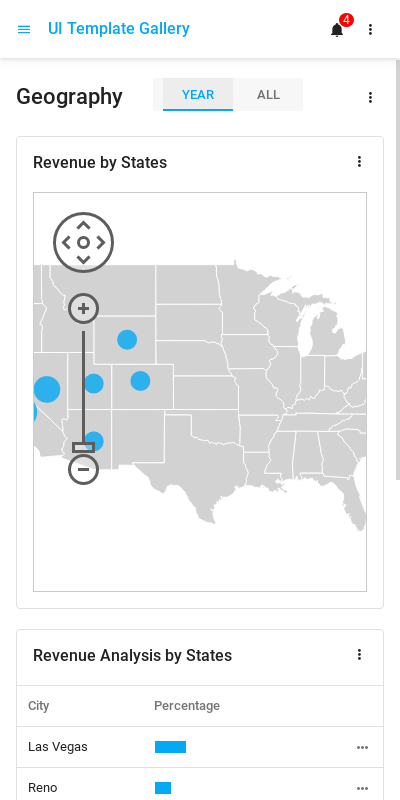 UI Template Gallery
4
Geography
YEAR
ALL
Revenue by States
Revenue Analysis by States
City
Percentage
Las Vegas
Reno